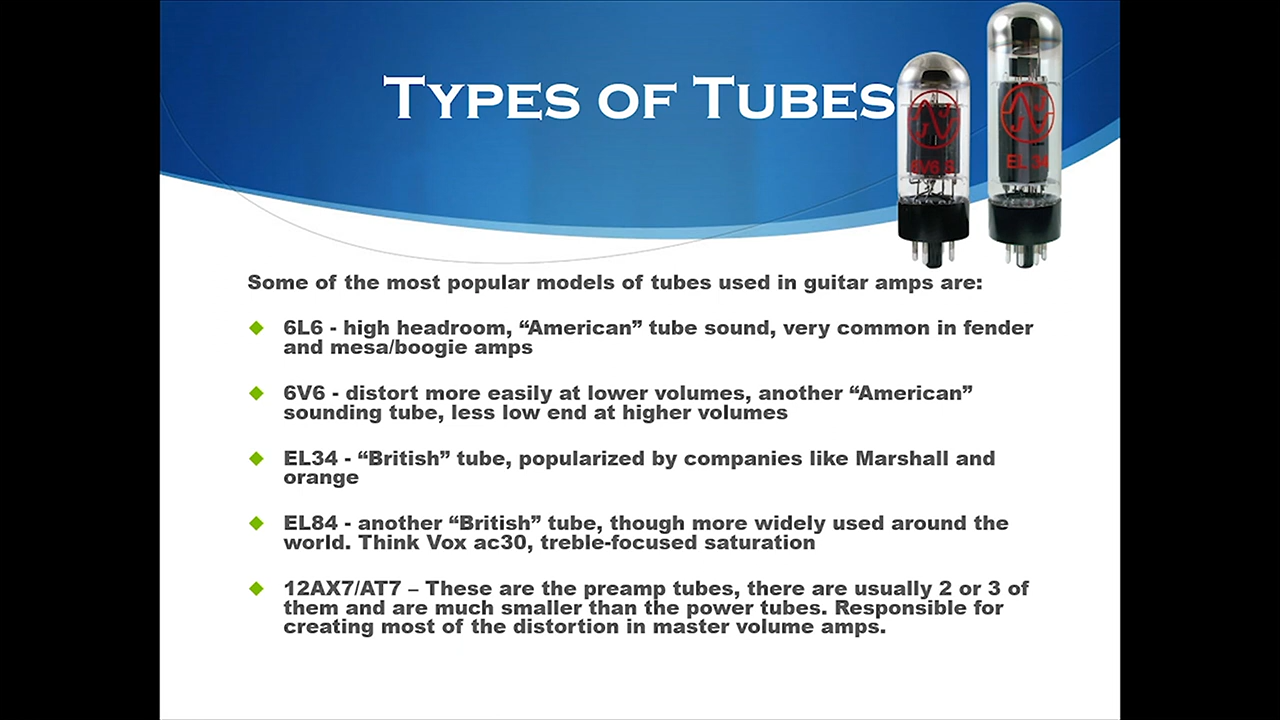 TYPES OF TUBES
6V6 S
EL 34
Some of the most popular models of tubes used in guitar amps are:
6L6 - high headroom, “American” tube sound, very common in fender
and mesa/boogie amps
6V6 - distort more easily at lower volumes, another “American”
sounding tube, less low end at higher volumes
EL34 - “British” tube, popularized by companies like Marshall and
orange
EL84 - another “British” tube, though more widely used around the
world. Think Vox ac30, treble-focused saturation
12AX7/AT7 – These are the preamp tubes, there are usually 2 or 3 of
them and are much smaller than the power tubes. Responsible for
creating most of the distortion in master volume amps.